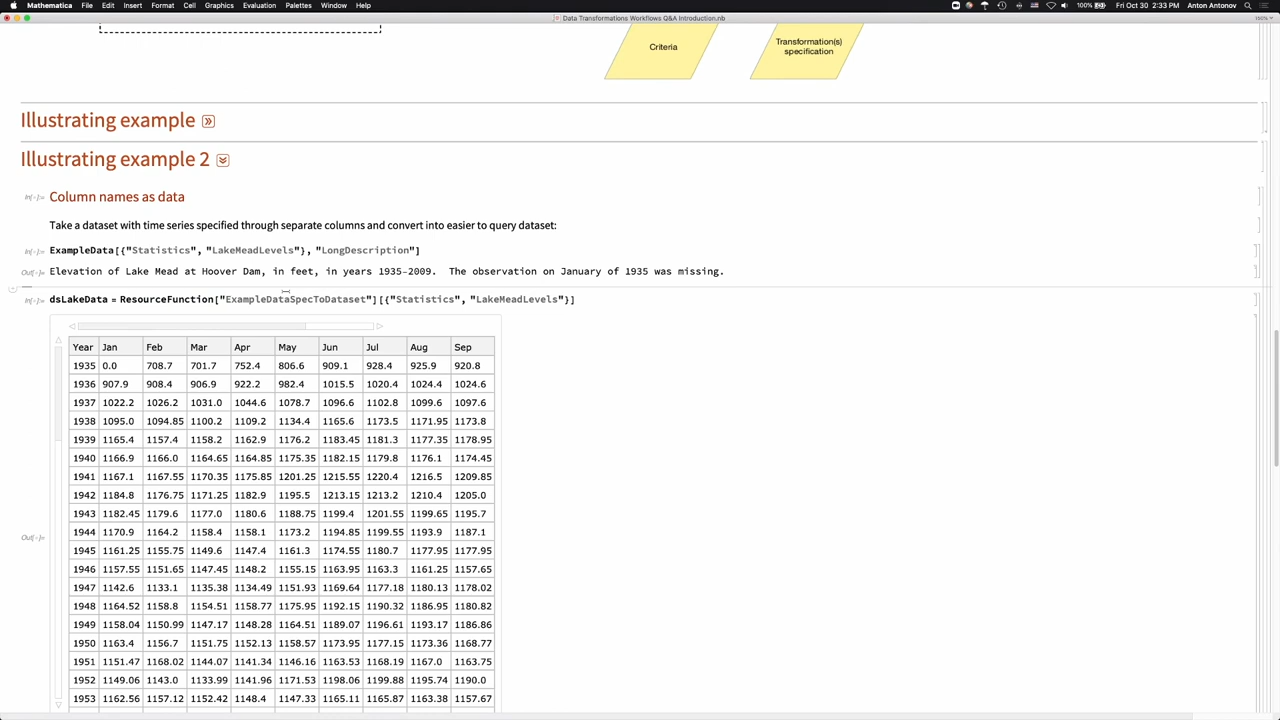 Mathematica File Edit Insert Format Cell Graphics Evaluation Palettes Window Help 100% Fri Oct 30 2:33 PM Anton Antonov
Data Transformations Workflows Q&A Introduction.nb
Criteria
Transformation(s)
specification
Illustrating example
Illustrating example 2
In[-]:= Column names as data
Take a dataset with time series specified through separate columns and convert into easier to query dataset:
In[-]:= ExampleData[{"Statistics", "LakeMeadLevels"}, "LongDescription"]
Out[-]= Elevation of Lake Mead at Hoover Dam, in feet, in years 1935-2009. The observation on January of 1935 was missing.
In[-]:= dsLakeData = ResourceFunction["ExampleDataSpecToDataset"][{"Statistics", "LakeMeadLevels"}]
Year Jan Feb Mar Apr May Jun Jul Aug Sep
1935 0.0 708.7 701.7 752.4 806.6 909.1 928.4 925.9 920.8
1936 907.9 908.4 906.9 922.2 982.4 1015.5 1020.4 1024.4 1024.6
1937 1022.2 1026.2 1031.0 1044.6 1078.7 1096.6 1102.8 1099.6 1097.6
1938 1095.0 1094.85 1100.2 1109.2 1134.4 1165.6 1173.5 1171.95 1173.8
1939 1165.4 1157.4 1158.2 1162.9 1176.2 1183.45 1181.3 1177.35 1178.95
1940 1166.9 1166.0 1164.65 1164.85 1175.35 1182.15 1179.8 1176.1 1174.45
1941 1167.1 1167.55 1170.35 1175.85 1201.25 1215.55 1220.4 1216.5 1209.85
1942 1184.8 1176.75 1171.25 1182.9 1195.5 1213.15 1213.2 1210.4 1205.0
1943 1182.45 1179.6 1177.0 1180.6 1188.75 1199.4 1201.55 1199.65 1195.7
1944 1170.9 1164.2 1158.4 1158.1 1173.2 1194.85 1199.55 1193.9 1187.1
Out[-]=
1945 1161.25 1155.75 1149.6 1147.4 1161.3 1174.55 1180.7 1177.95 1177.95
1946 1157.55 1151.65 1147.45 1148.2 1155.15 1163.95 1163.3 1161.25 1157.65
1947 1142.6 1133.1 1135.38 1134.49 1151.93 1169.64 1177.18 1180.13 1178.02
1948 1164.52 1158.8 1154.51 1158.77 1175.95 1192.15 1190.32 1186.95 1180.82
1949 1158.04 1150.99 1147.17 1148.28 1164.51 1189.07 1196.61 1193.17 1186.86
1950 1163.4 1156.7 1151.75 1152.13 1158.57 1173.95 1177.15 1173.36 1168.77
1951 1151.47 1168.02 1144.07 1141.34 1146.16 1163.53 1168.19 1167.0 1163.75
1952 1149.06 1143.0 1133.99 1141.96 1171.53 1198.06 1199.88 1195.74 1190.0
1953 1162.56 1157.12 1152.42 1148.4 1147.33 1165.11 1165.87 1163.38 1157.67